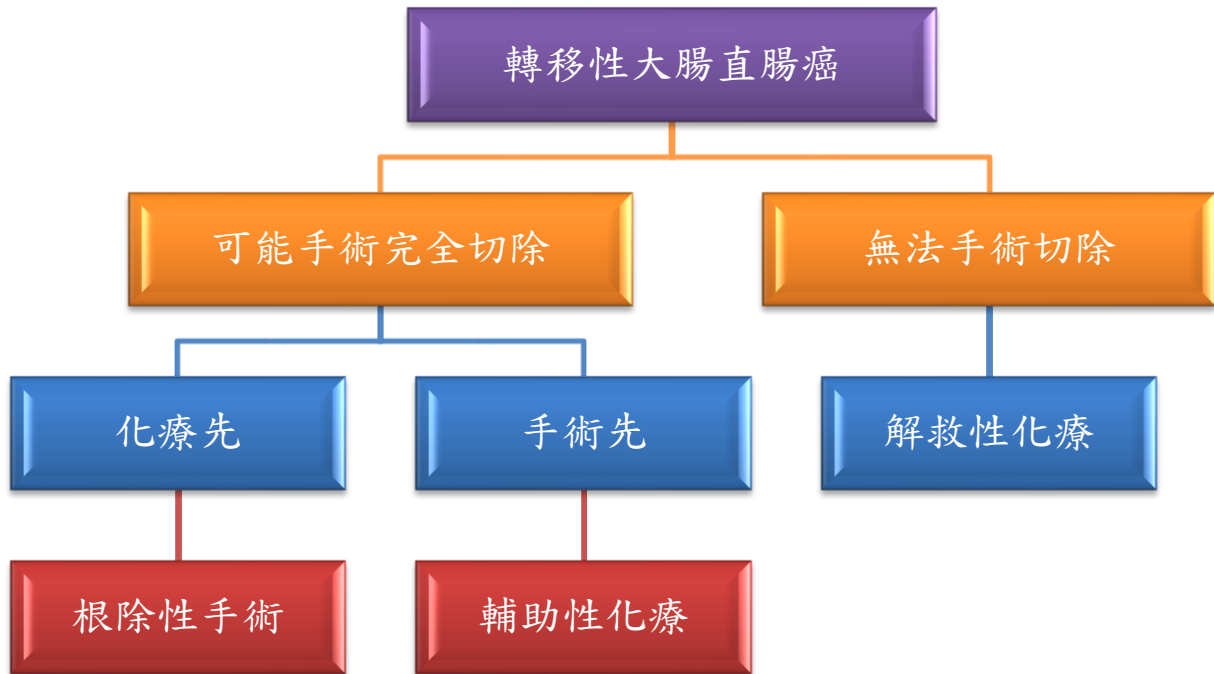 轉移性大腸直腸癌
可能手術完全切除
無法手術切除
化療先
手術先
解救性化療
根除性手術
輔助性化療